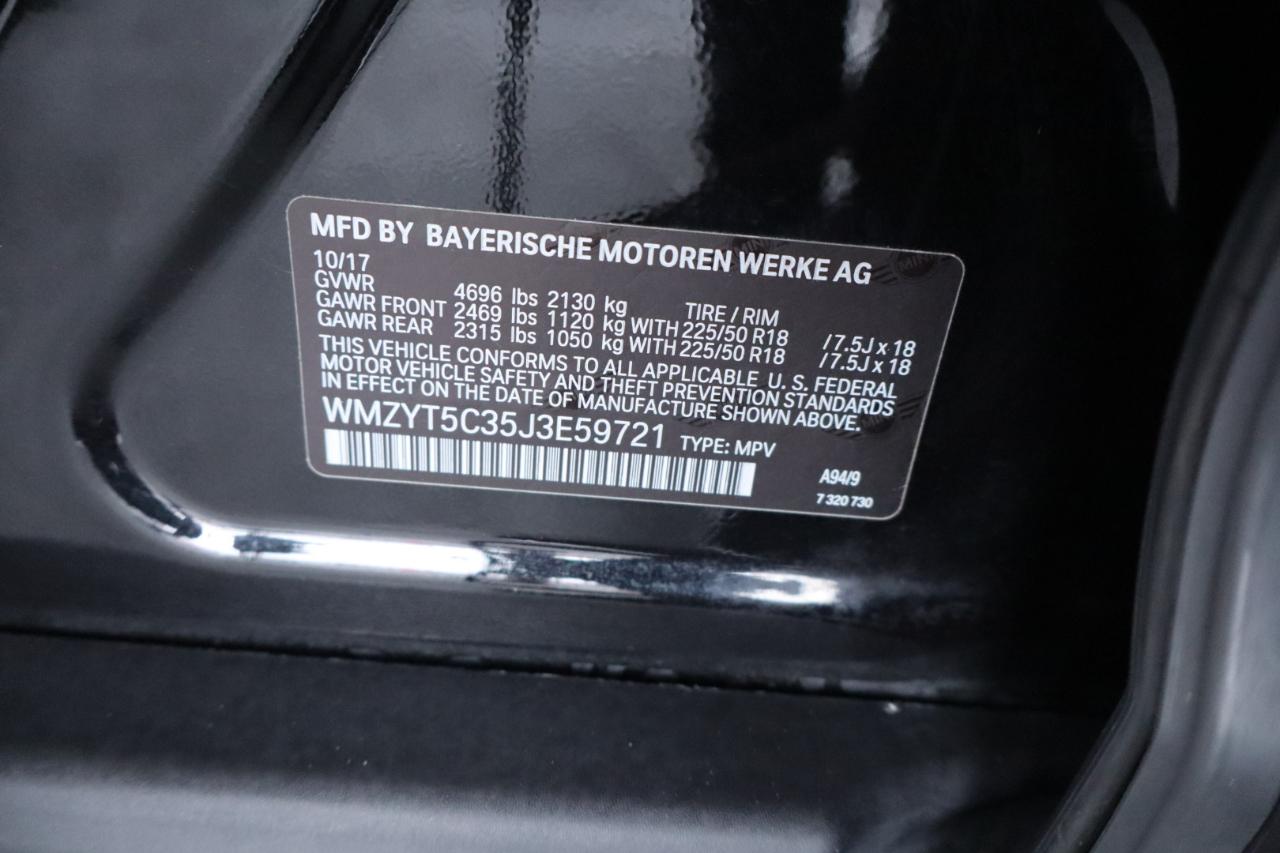 MFD BY BAYERISCHE MOTOREN WERKE AG
10/17
GVWR 4696 lbs 2130 kg TIRE / RIM
GAWR FRONT 2469 lbs 1120 kg WITH 225/50 R18 /7.5J x 18
GAWR REAR 2315 lbs 1050 kg WITH 225/50 R18 /7.5J x 18
THIS VEHICLE CONFORMS TO ALL APPLICABLE U. S. FEDERAL
MOTOR VEHICLE SAFETY AND THEFT PREVENTION STANDARDS
IN EFFECT ON THE DATE OF MANUFACTURE SHOWN ABOVE.
WMZYT5C35J3E59721 TYPE: MPV
A94/9
7 320 730